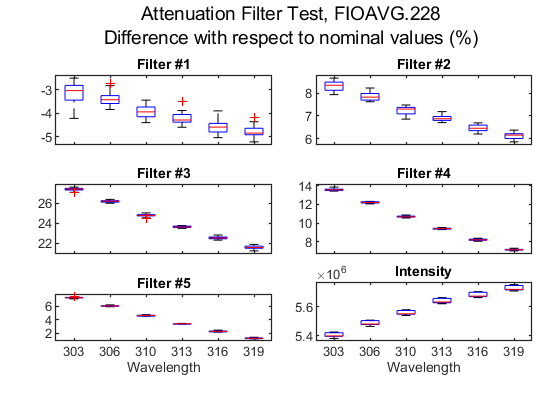 Attenuation Filter Test, FIOAVG.228
Difference with respect to nominal values (%)
Filter #1
-3
-4
-5
Filter #2
8
7
6
Filter #3
26
24
22
Filter #4
14
12
10
8
Filter #5
6
4
2
303 306 310 313 316 319
Wavelength
Intensity
×10⁶
5.6
5.4
303 306 310 313 316 319
Wavelength